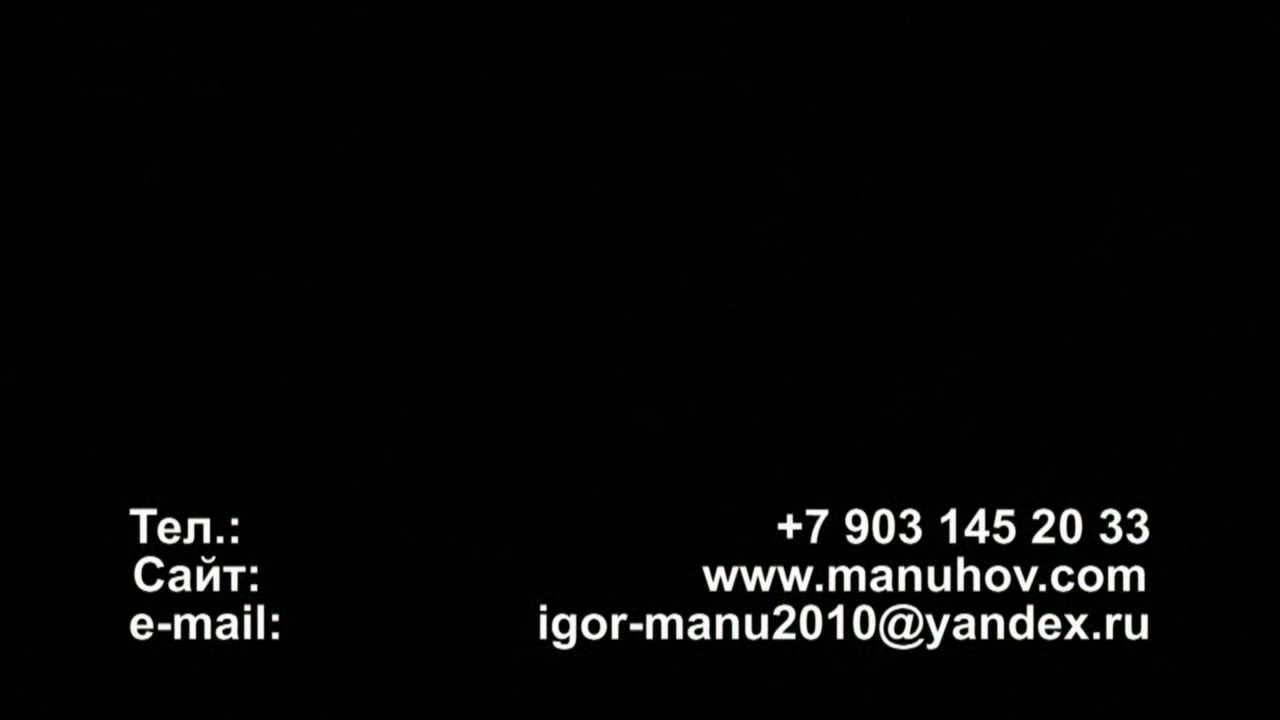 Тел.: +7 903 145 20 33
Сайт: www.manuhov.com
e-mail: igor-manu2010@yandex.ru